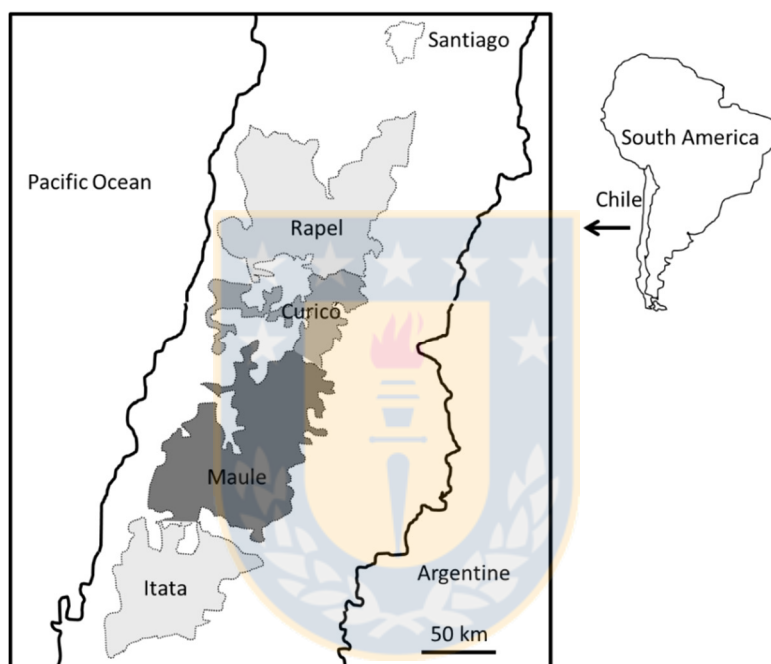 Santiago
South America
Pacific Ocean
Chile
Rapel
Curicó
Maule
Argentine
Itata
50 km